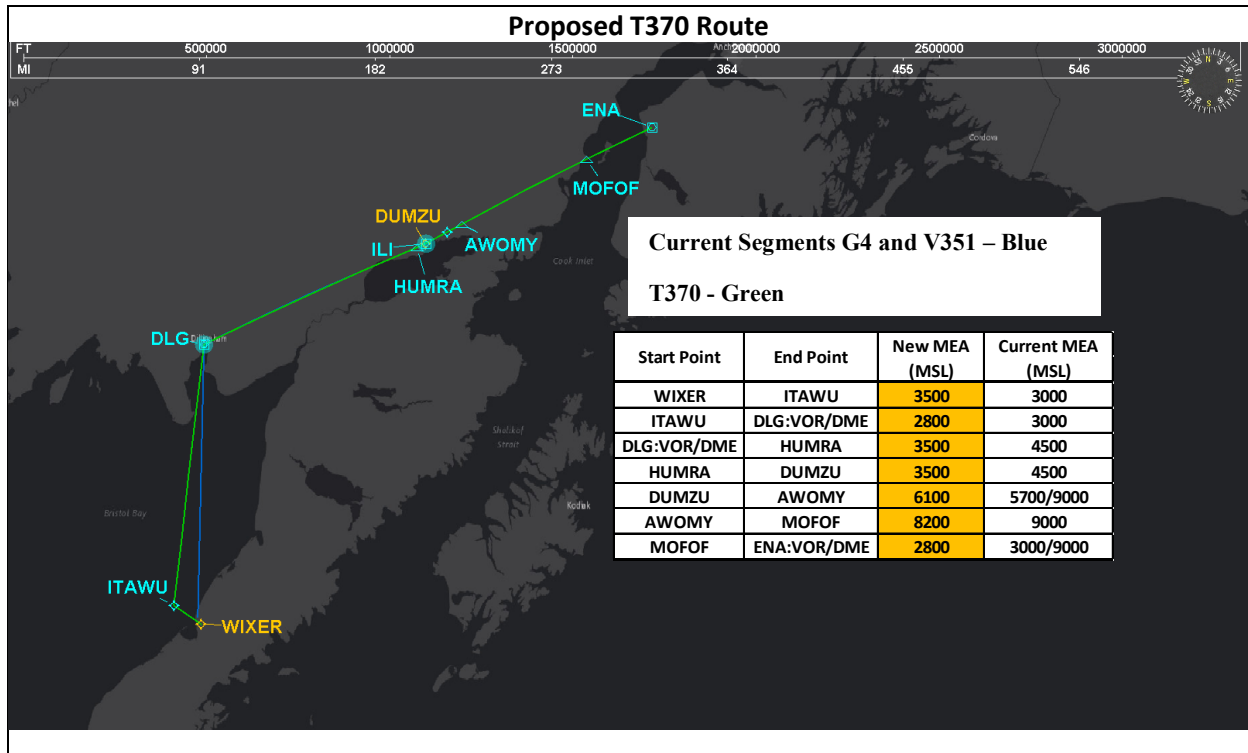 Proposed T370 Route
FT 500000 1000000 1500000 2000000 2500000 3000000
MI 91 182 273 364 455 546
N
E
S
W
ENA
Cordova
MOFOF
DUMZU
ILI
AWOMY
HUMRA
Cook Inlet
DLG
Shelikof
Strait
Kodiak
Bristol Bay
ITAWU
WIXER
Current Segments G4 and V351 – Blue
T370 - Green
Start Point End Point New MEA (MSL) Current MEA (MSL)
WIXER ITAWU 3500 3000
ITAWU DLG:VOR/DME 2800 3000
DLG:VOR/DME HUMRA 3500 4500
HUMRA DUMZU 3500 4500
DUMZU AWOMY 6100 5700/9000
AWOMY MOFOF 8200 9000
MOFOF ENA:VOR/DME 2800 3000/9000